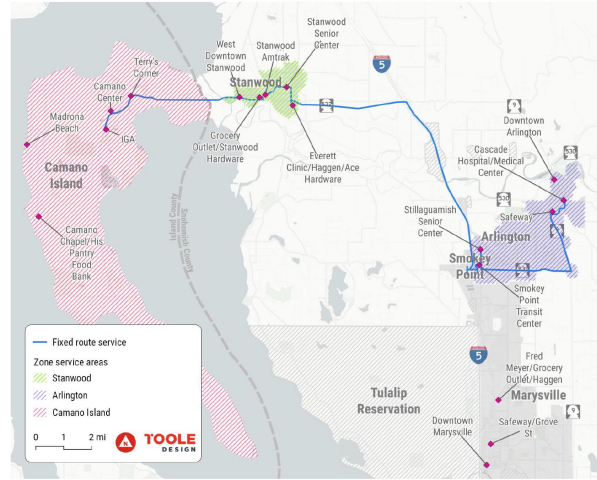 Stanwood
Senior
Center
West
Downtown
Stanwood
Stanwood
Amtrak
5
Terry's
Corner
Stanwood
Camano
Center
532
9
Downtown
Arlington
Madrona
Beach
IGA
Grocery
Outlet/Stanwood
Hardware
Everett
Clinic/Haggen/Ace
Hardware
Cascade
Hospital/Medical
Center
530
Camano
Island
530
Stillaguamish
Senior
Center
Safeway
Island County
Snohomish County
Arlington
Camano
Chapel/His
Pantry
Food
Bank
Smokey
Point
Smokey
Point
Transit
Center
Fixed route service
Zone service areas
Stanwood
Arlington
Camano Island
0 1 2 mi
N
TOOLE
DESIGN
5
Fred
Meyer/Grocery
Outlet/Haggen
Marysville
Tulalip
Reservation
9
Downtown
Marysville
Safeway/Grove
St